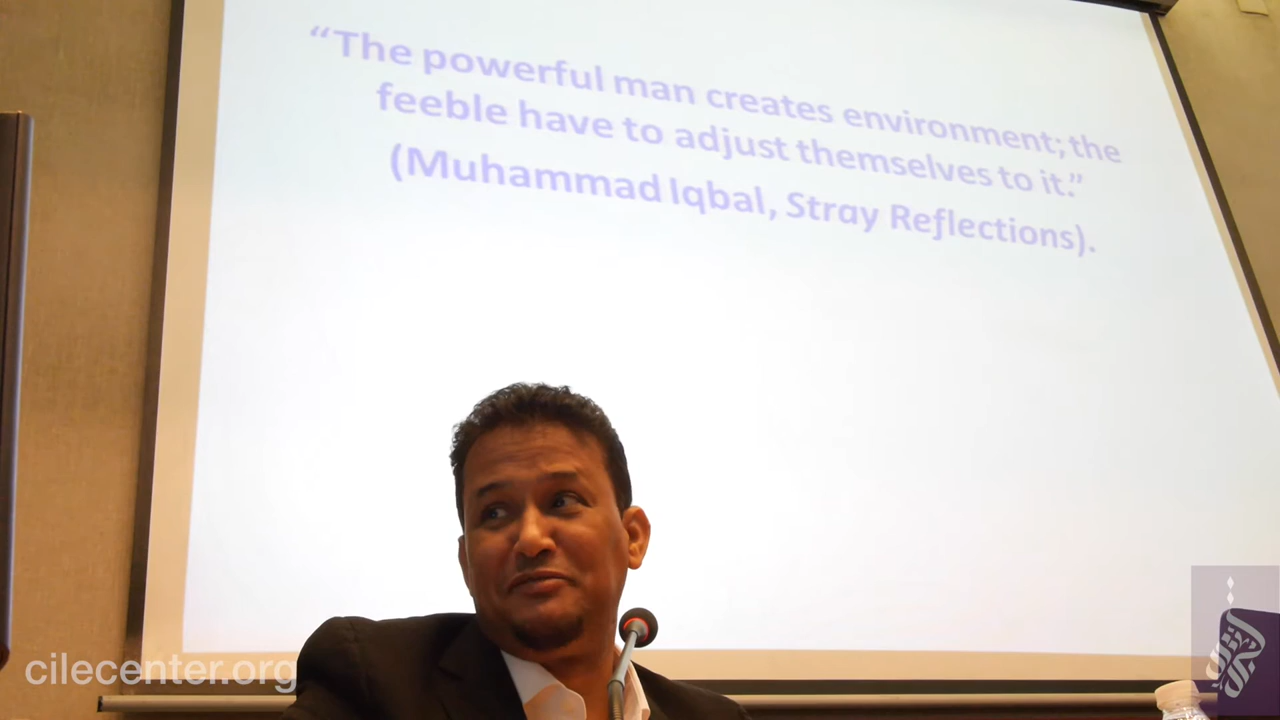 “The powerful man creates environment; the
feeble have to adjust themselves to it.”
(Muhammad Iqbal, Stray Reflections).
cilecenter.org